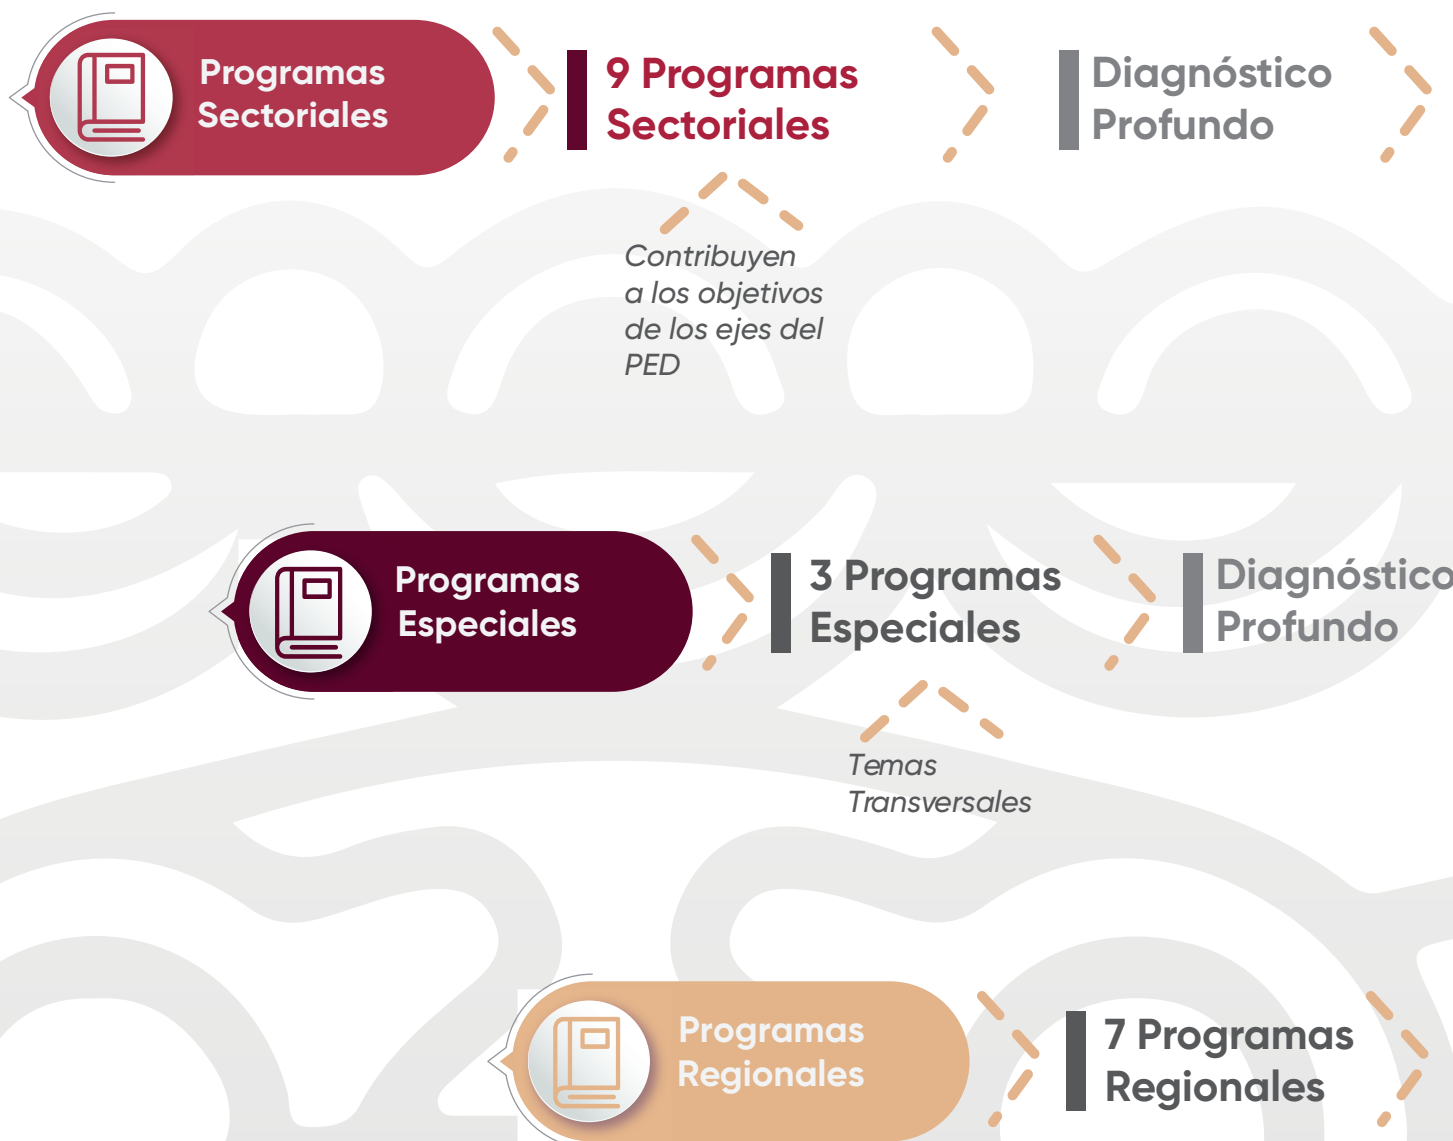 Programas
Sectoriales
9 Programas
Sectoriales
Diagnóstico
Profundo
Contribuyen
a los objetivos
de los ejes del
PED
Programas
Especiales
3 Programas
Especiales
Diagnóstico
Profundo
Temas
Transversales
Programas
Regionales
7 Programas
Regionales